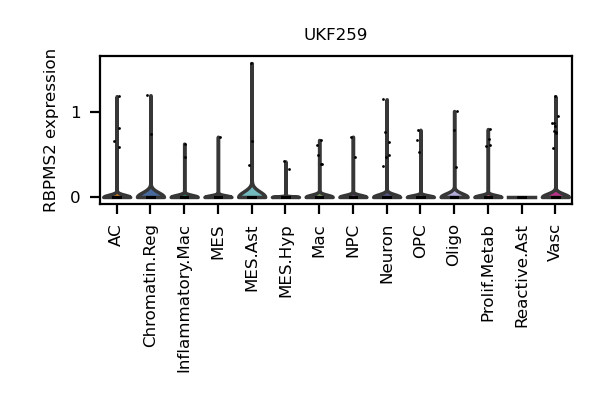 UKF259
RBPMS2 expression
1
0
AC
Chromatin.Reg
Inflammatory.Mac
MES
MES.Ast
MES.Hyp
Mac
NPC
Neuron
OPC
Oligo
Prolif.Metab
Reactive.Ast
Vasc